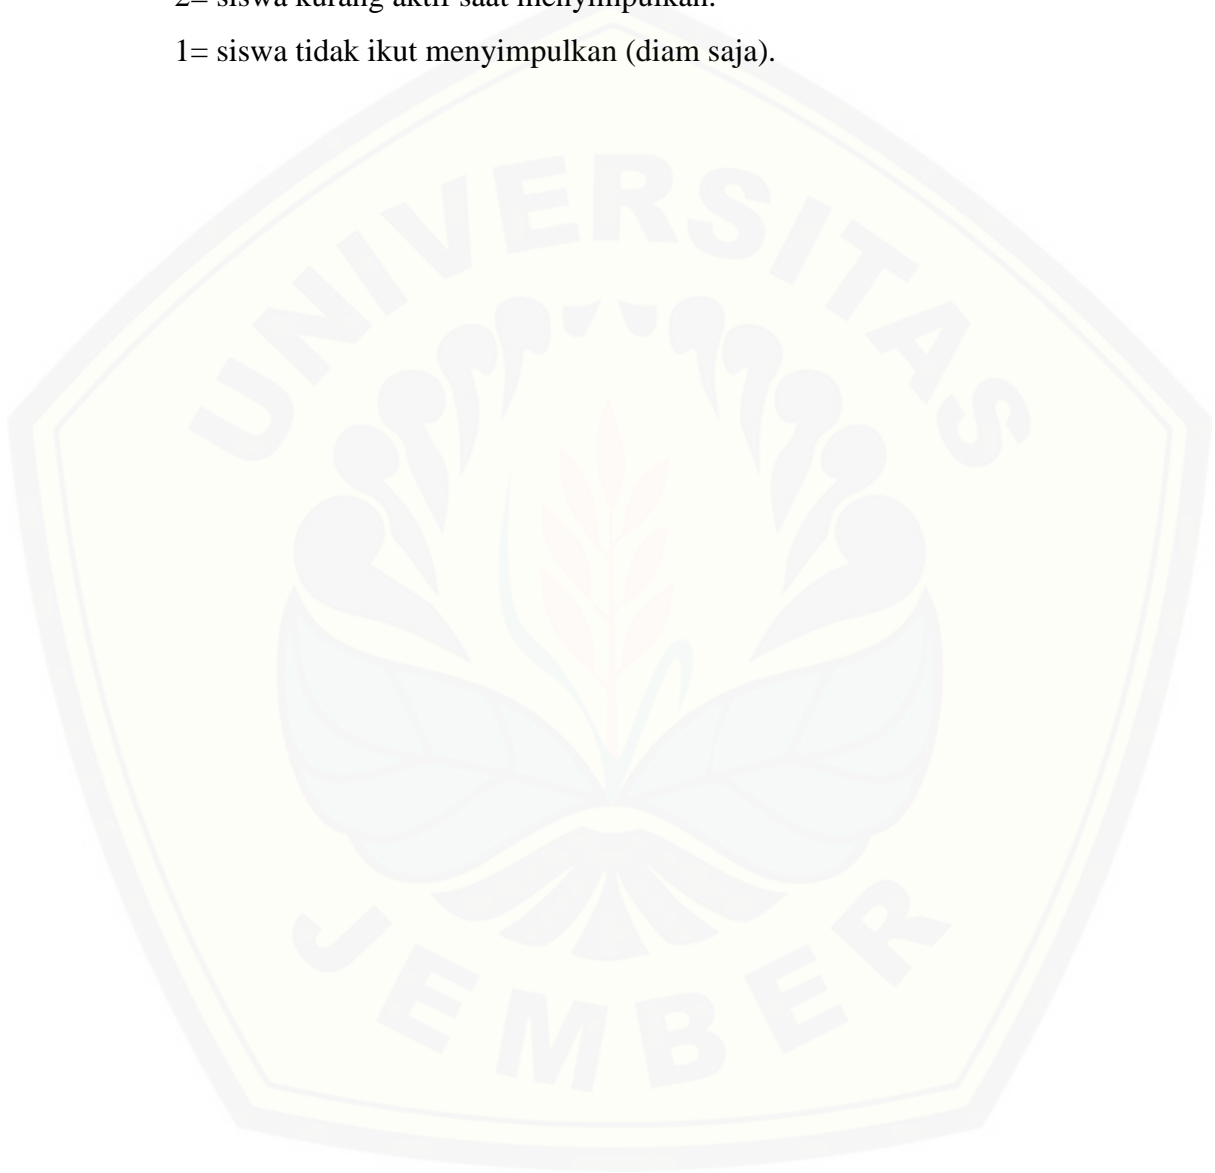 2= siswa kurang aktif saat menyimpulkan.
1= siswa tidak ikut menyimpulkan (diam saja).
UNIVERSITAS
JEMBER